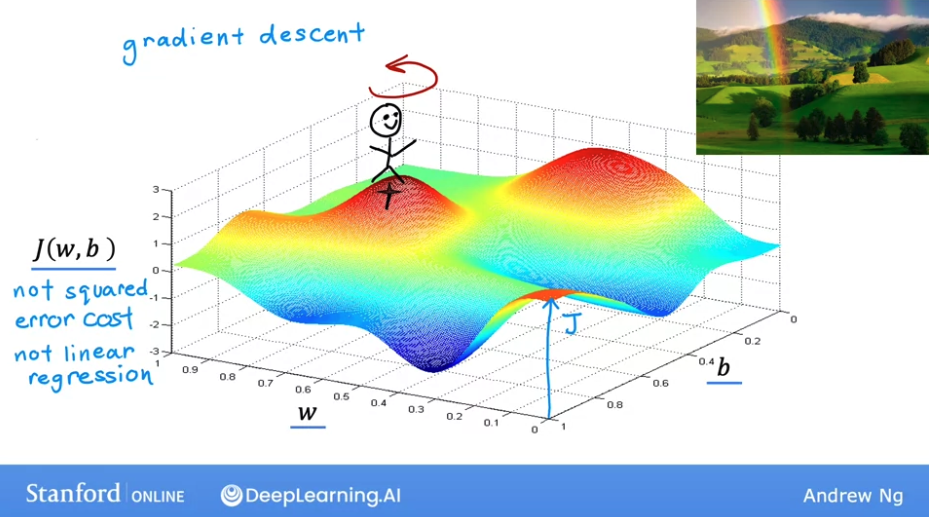 gradient descent
3
2
1
0
-1
-2
-3
J(w, b )
not squared
error cost
not linear
regression
J
1
0.9
0.8
0.7
0.6
0.5
0.4
0.3
0.2
0.1
0
w
1
0.8
0.6
0.4
0.2
0
b
Stanford | ONLINE
DeepLearning.AI
Andrew Ng